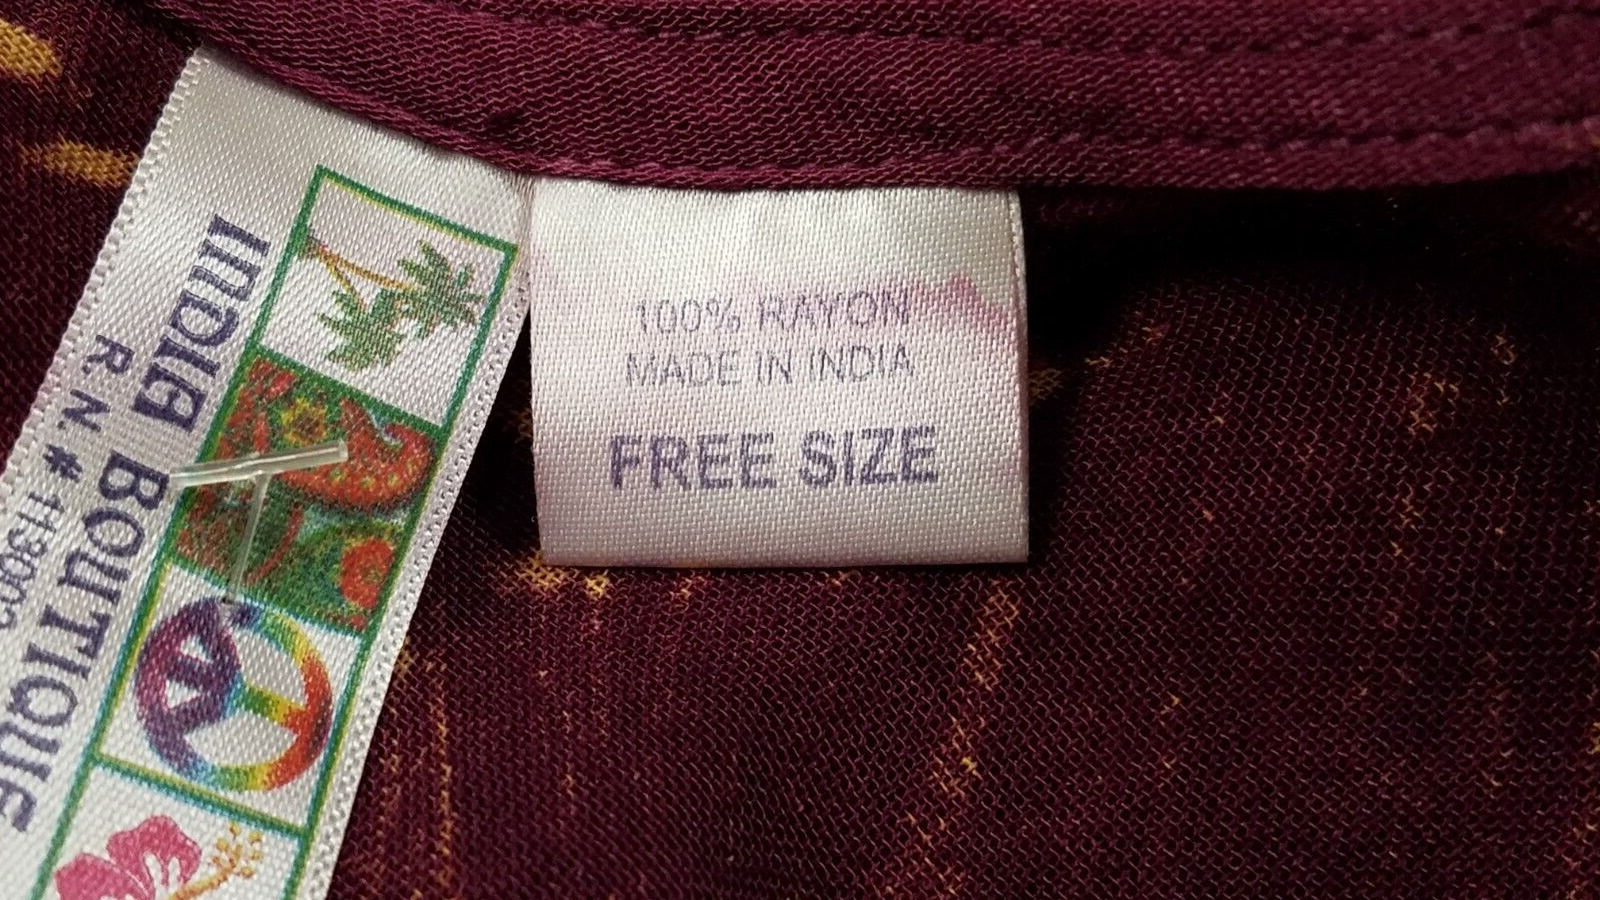 INDIA BOUTIQUE
R.N.#
100% RAYON
MADE IN INDIA
FREE SIZE